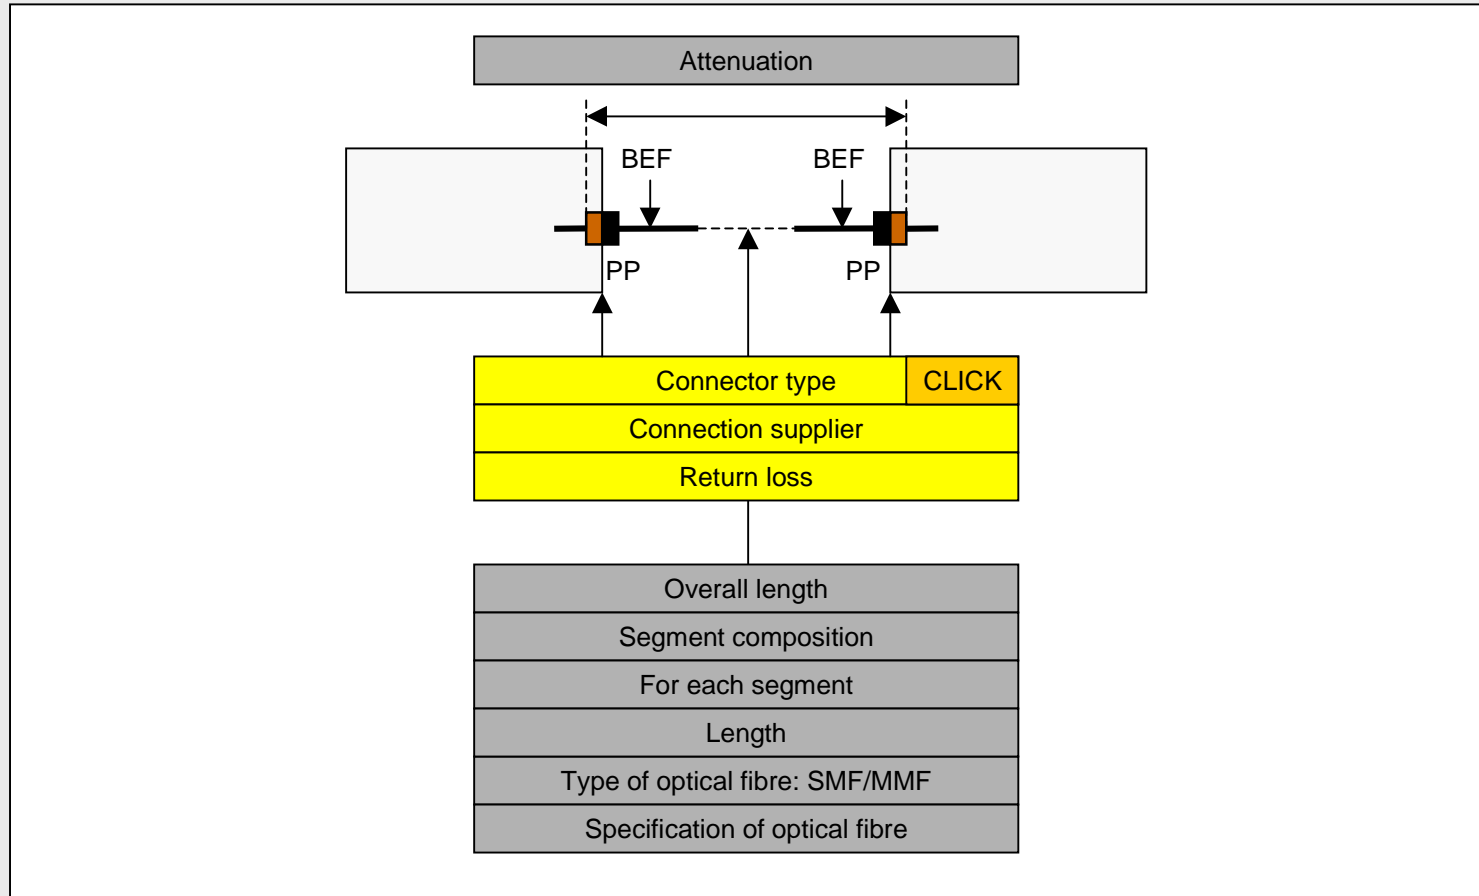 Attenuation
BEF BEF
PP PP
Connector type CLICK
Connection supplier
Return loss
Overall length
Segment composition
For each segment
Length
Type of optical fibre: SMF/MMF
Specification of optical fibre